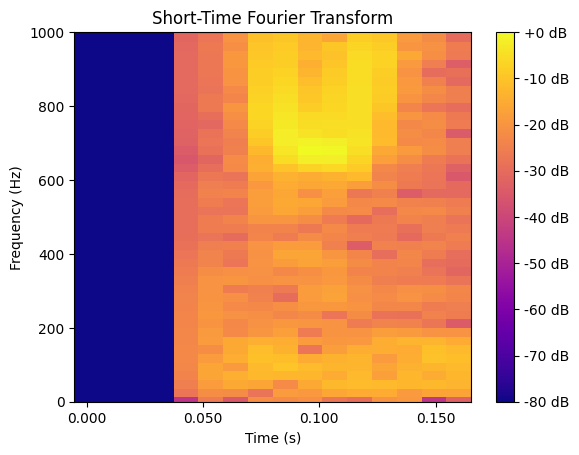 Short-Time Fourier Transform
Frequency (Hz)
1000
800
600
400
200
0
0.000
0.050
0.100
0.150
Time (s)
+0 dB
-10 dB
-20 dB
-30 dB
-40 dB
-50 dB
-60 dB
-70 dB
-80 dB